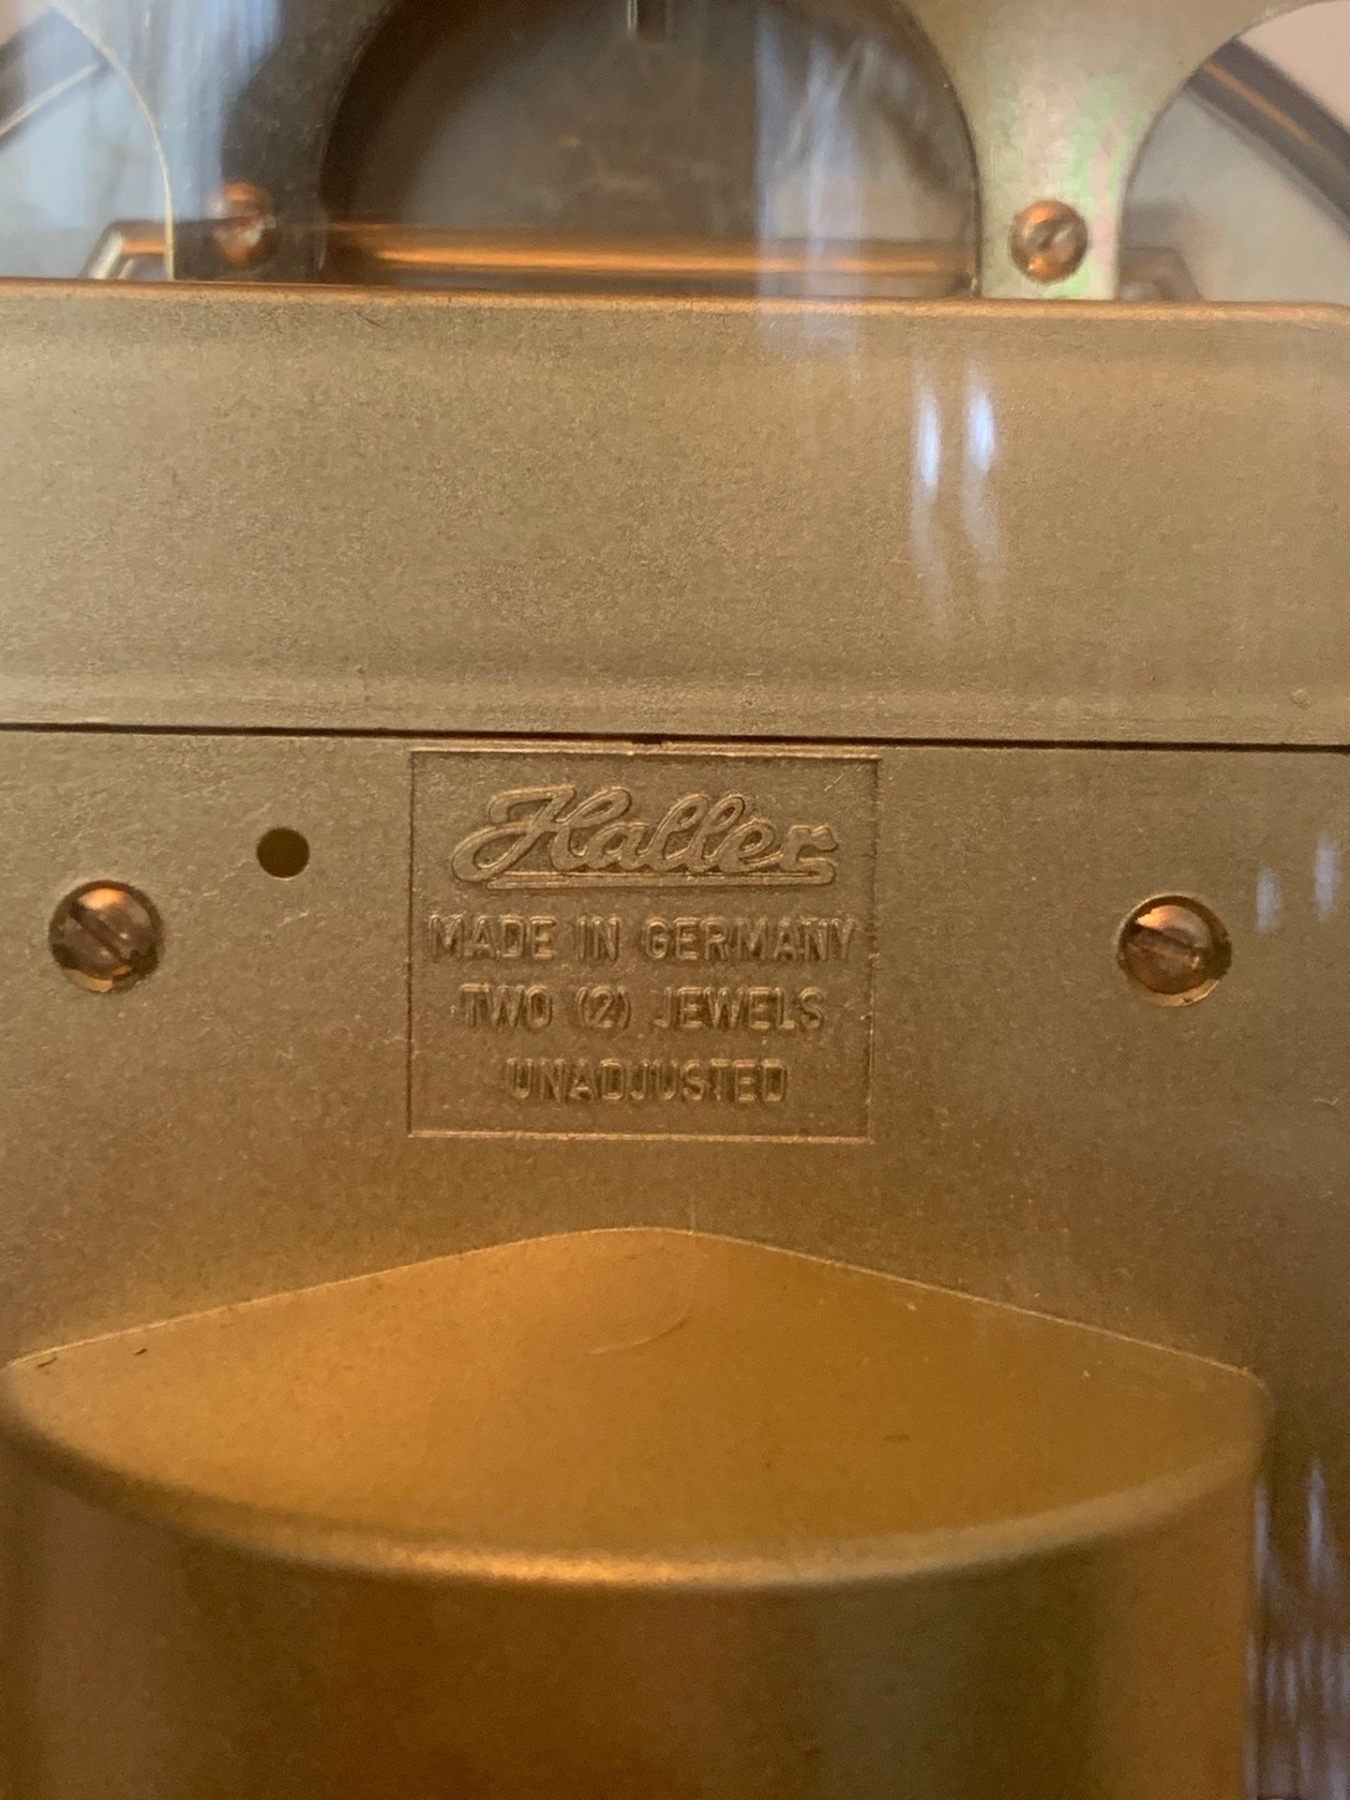 Haller
MADE IN GERMANY
TWO (2) JEWELS
UNADJUSTED